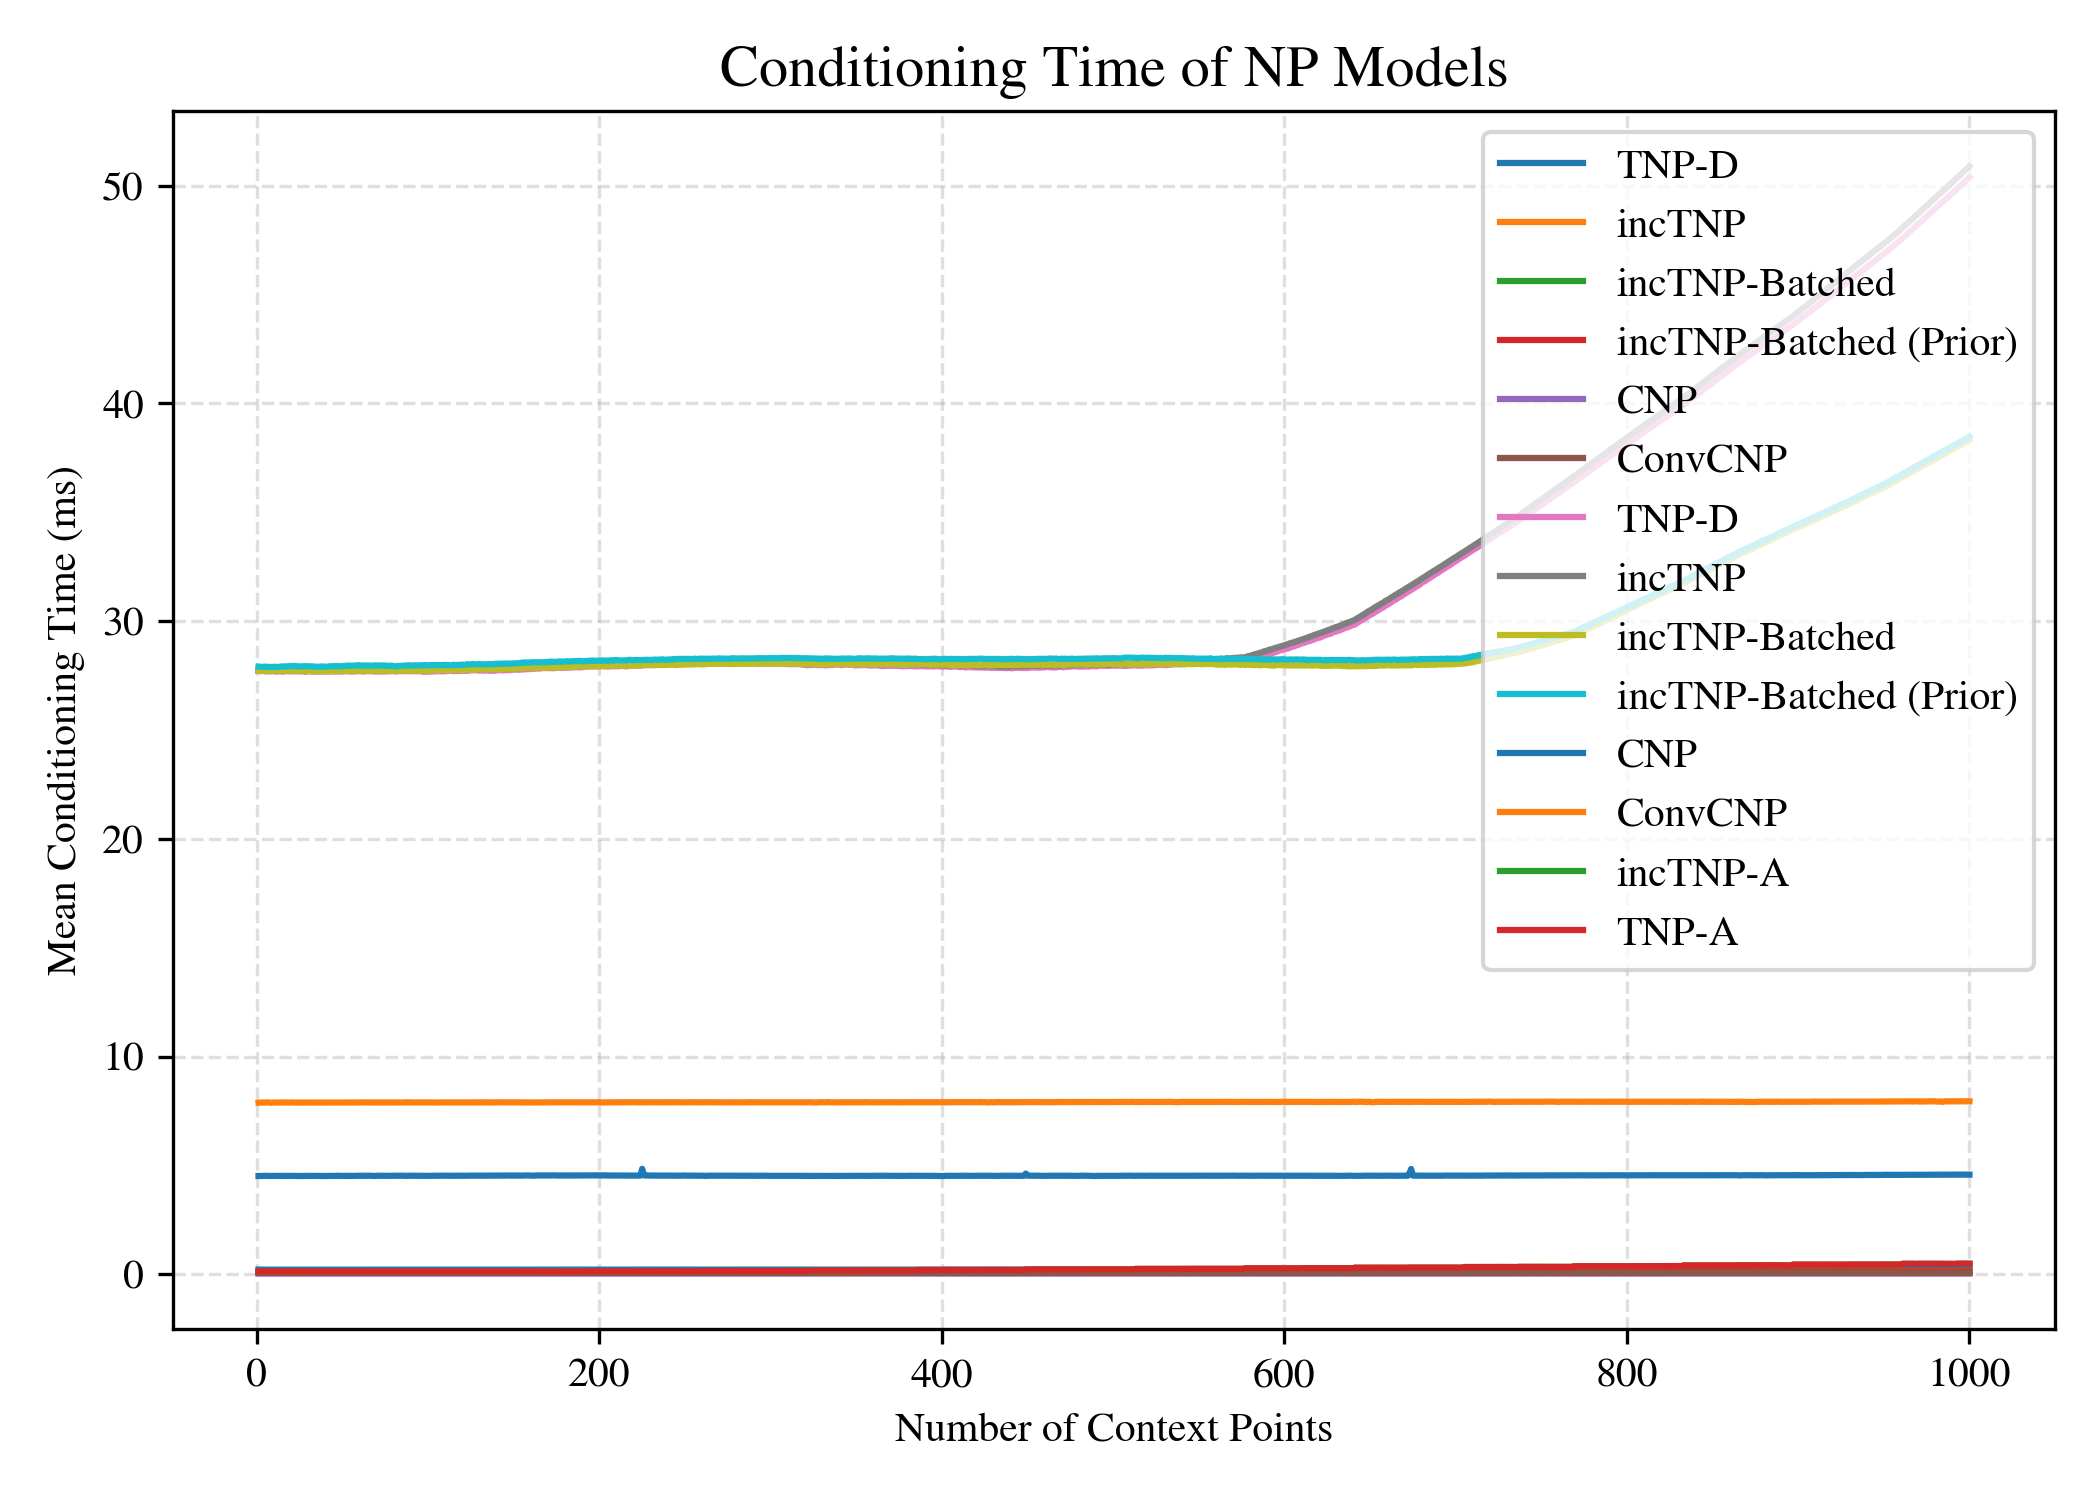 Conditioning Time of NP Models
Mean Conditioning Time (ms)
50
40
30
20
10
0
TNP-D
incTNP
incTNP-Batched
incTNP-Batched (Prior)
CNP
ConvCNP
TNP-D
incTNP
incTNP-Batched
incTNP-Batched (Prior)
CNP
ConvCNP
incTNP-A
TNP-A
0 200 400 600 800 1000
Number of Context Points